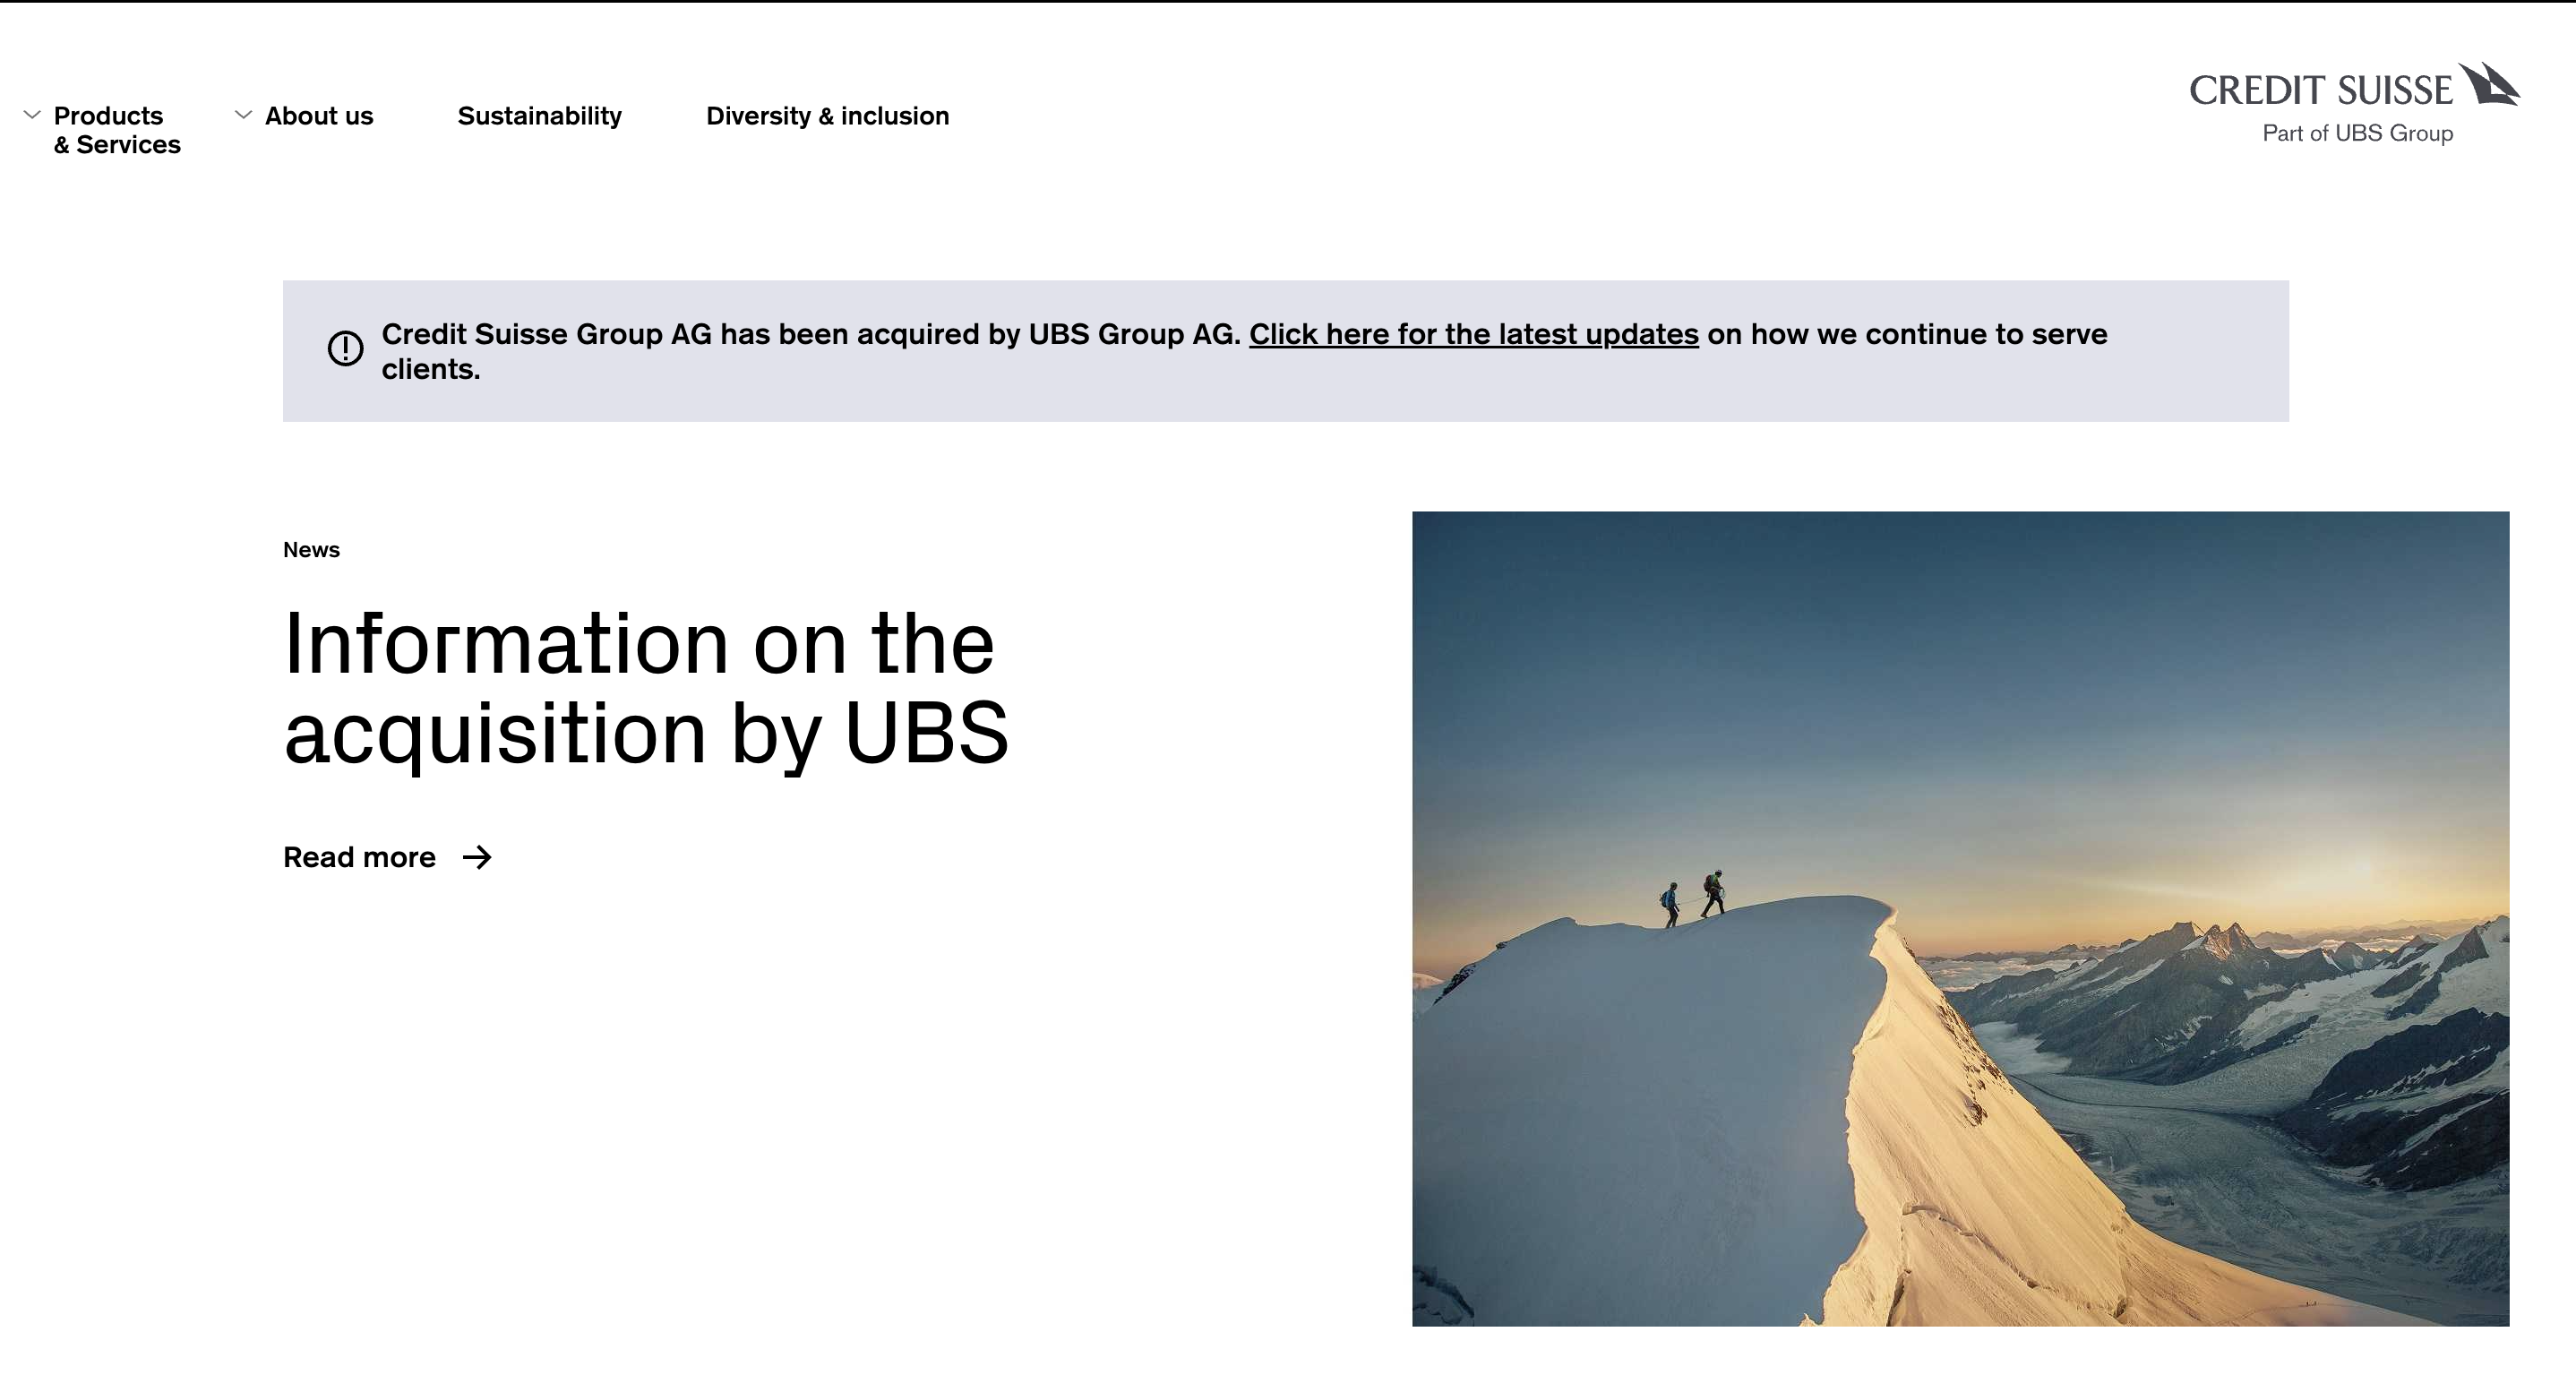 Products
& Services
About us
Sustainability
Diversity & inclusion
CREDIT SUISSE
Part of UBS Group
Credit Suisse Group AG has been acquired by UBS Group AG. Click here for the latest updates on how we continue to serve
clients.
News
Information on the
acquisition by UBS
Read more